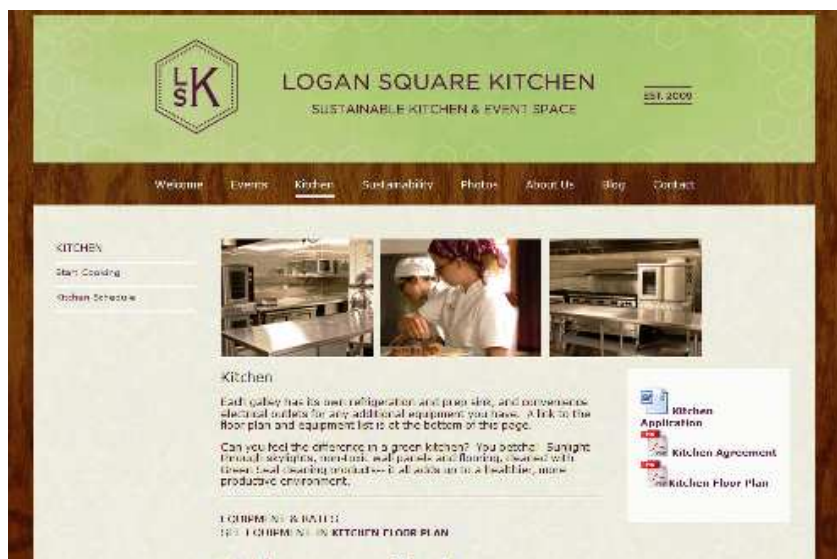 LSK
LOGAN SQUARE KITCHEN
SUSTAINABLE KITCHEN & EVENT SPACE
EST. 2009
Welcome Events Kitchen Sustainability Photos About Us Blog Contact
KITCHEN
Start Cooking
Kitchen Schedule
Kitchen
Each galley has its own refrigeration and prep sink, and convenience
electrical outlets for any additional equipment you have. A link to the
floor plan and equipment list is at the bottom of this page.
Can you feel the difference in a green kitchen? You betcha! Sunlight
through skylights, non-toxic wall panels and flooring, cleaned with
Green Seal cleaning products-- it all adds up to a healthier, more
productive environment.
Kitchen
Application
Kitchen Agreement
Kitchen Floor Plan
EQUIPMENT & RATES
SEE EQUIPMENT IN KITCHEN FLOOR PLAN